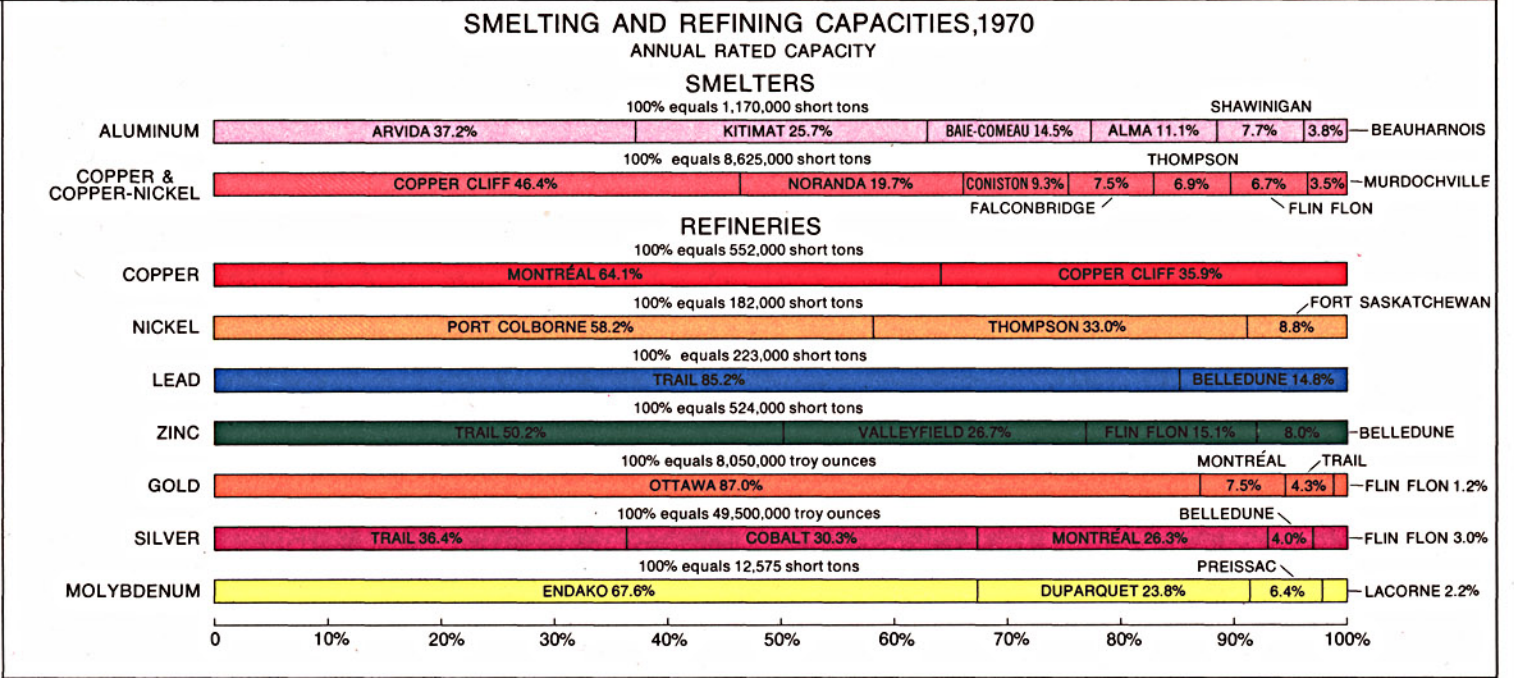 SMELTING AND REFINING CAPACITIES,1970
ANNUAL RATED CAPACITY
SMELTERS
100% equals 1,170,000 short tons
SHAWINIGAN
ALUMINUM ARVIDA 37.2% KITIMAT 25.7% BAIE-COMEAU 14.5% ALMA 11.1% 7.7% 3.8% BEAUHARNOIS
100% equals 8,625,000 short tons
THOMPSON
COPPER &
COPPER-NICKEL
COPPER CLIFF 46.4% NORANDA 19.7% CONISTON 9.3% 7.5% 6.9% 6.7% 3.5% MURDOCHVILLE
FALCONBRIDGE FLIN FLON
REFINERIES
100% equals 552,000 short tons
COPPER MONTRÉAL 64.1% COPPER CLIFF 35.9%
100% equals 182,000 short tons
FORT SASKATCHEWAN
NICKEL PORT COLBORNE 58.2% THOMPSON 33.0% 8.8%
100% equals 223,000 short tons
LEAD TRAIL 85.2% BELLEDUNE 14.8%
100% equals 524,000 short tons
ZINC TRAIL 50.2% VALLEYFIELD 26.7% FLIN FLON 15.1% 8.0% BELLEDUNE
100% equals 8,050,000 troy ounces
MONTRÉAL TRAIL
GOLD OTTAWA 87.0% 7.5% 4.3% FLIN FLON 1.2%
100% equals 49,500,000 troy ounces
BELLEDUNE
SILVER TRAIL 36.4% COBALT 30.3% MONTRÉAL 26.3% 4.0% FLIN FLON 3.0%
100% equals 12,575 short tons
PREISSAC
MOLYBDENUM ENDAKO 67.6% DUPARQUET 23.8% 6.4% LACORNE 2.2%
0 10% 20% 30% 40% 50% 60% 70% 80% 90% 100%